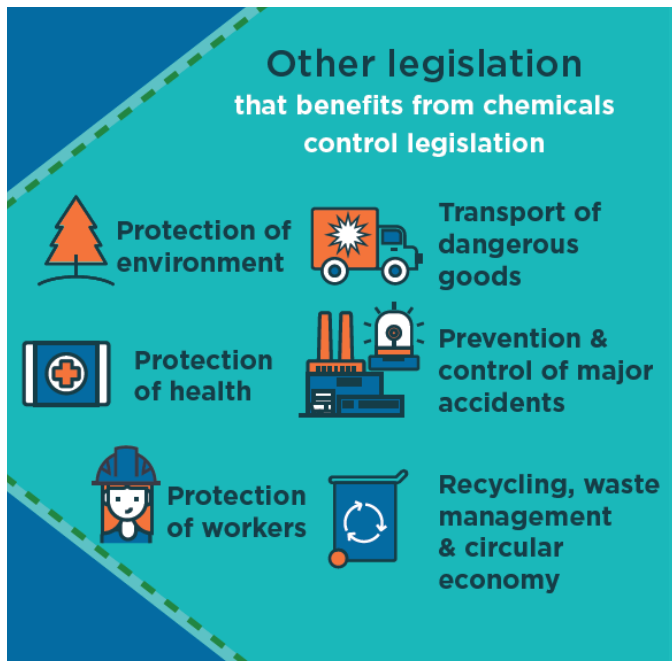 Other legislation
that benefits from chemicals
control legislation
Protection of
environment
Transport of
dangerous
goods
Protection
of health
Prevention &
control of major
accidents
Protection
of workers
Recycling, waste
management
& circular
economy